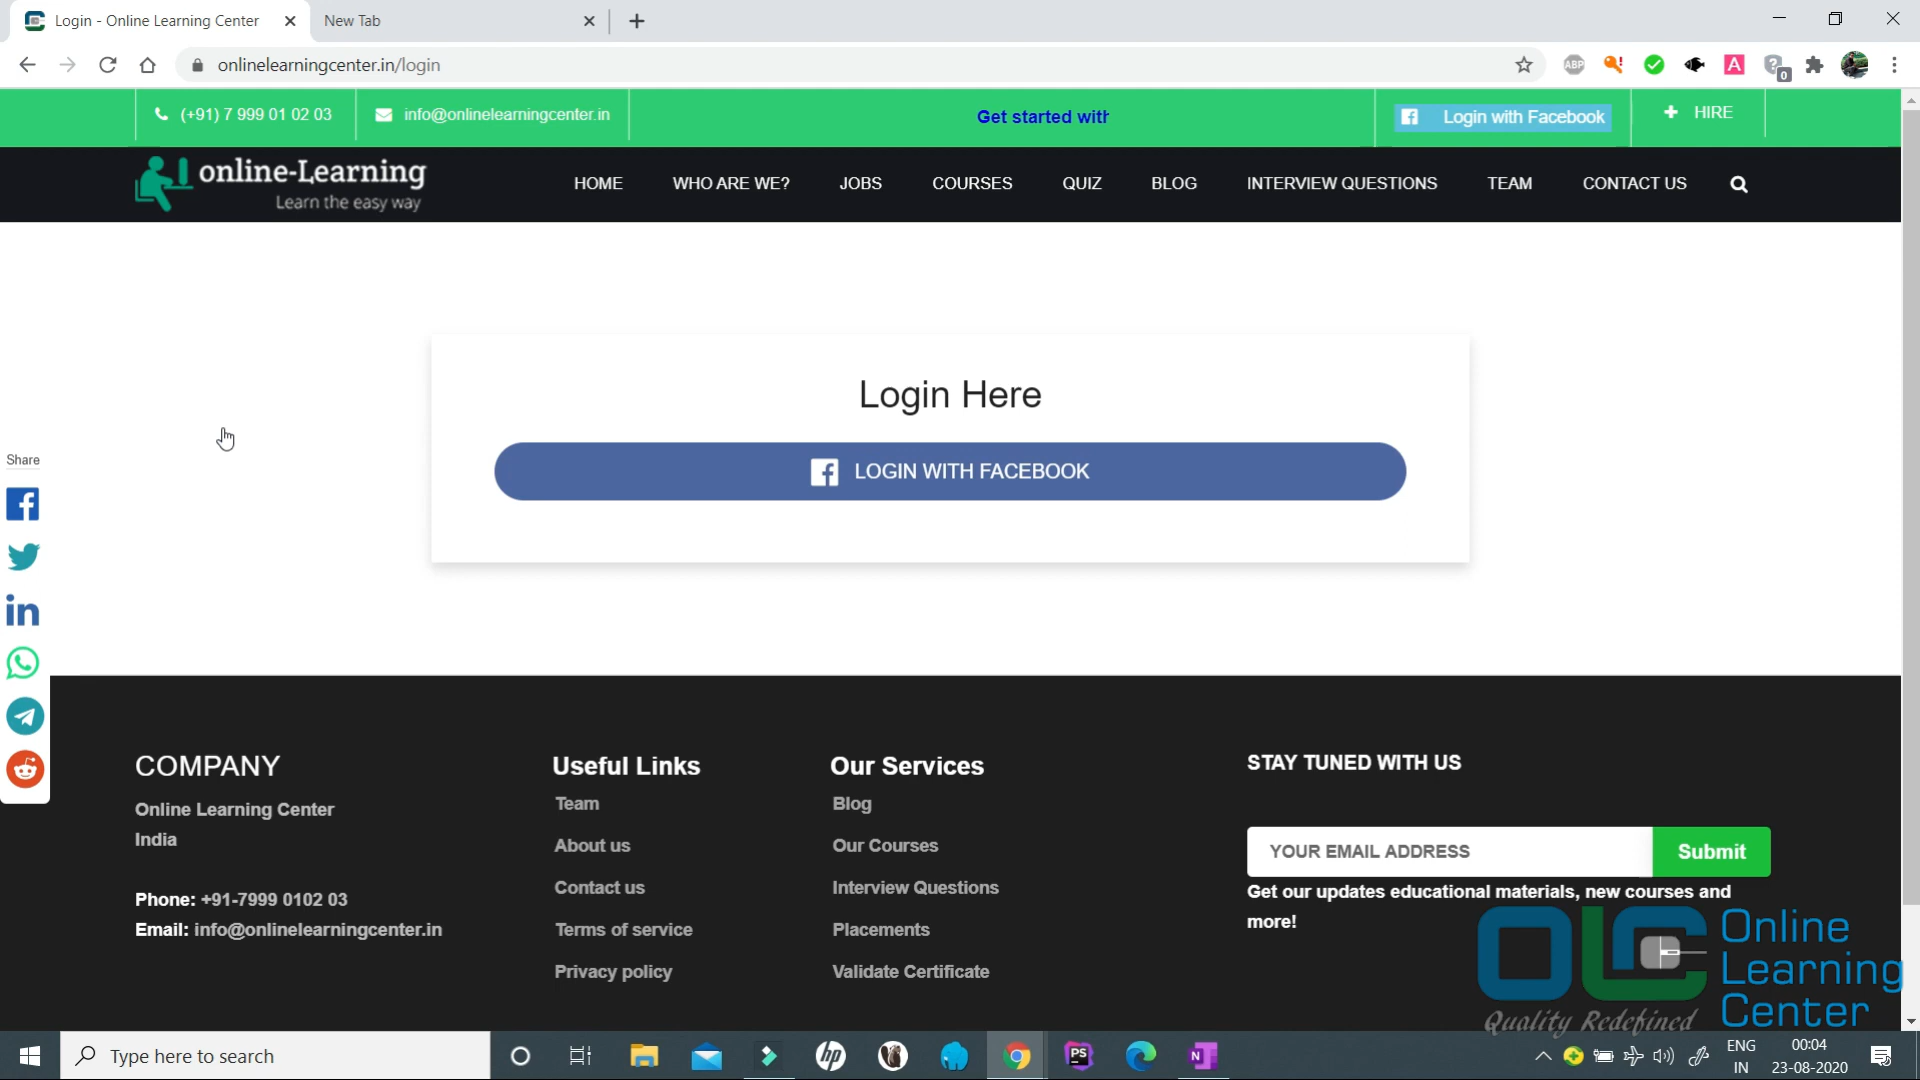 Login - Online Learning Center
New Tab
onlinelearningcenter.in/login
ABP
A
0
(+91) 7 999 01 02 03
info@onlinelearningcenter.in
Get started with
Login with Facebook
HIRE
online-Learning
Learn the easy way
HOME
WHO ARE WE?
JOBS
COURSES
QUIZ
BLOG
INTERVIEW QUESTIONS
TEAM
CONTACT US
Login Here
LOGIN WITH FACEBOOK
Share
COMPANY
Online Learning Center
India
Phone: +91-7999 0102 03
Email: info@onlinelearningcenter.in
Useful Links
Team
About us
Contact us
Terms of service
Privacy policy
Our Services
Blog
Our Courses
Interview Questions
Placements
Validate Certificate
STAY TUNED WITH US
YOUR EMAIL ADDRESS
Submit
Get our updates educational materials, new courses and
more!
OLC
Online
Learning
Center
Quality Redefined
Type here to search
hp
PS
N
ENG
IN
00:04
23-08-2020